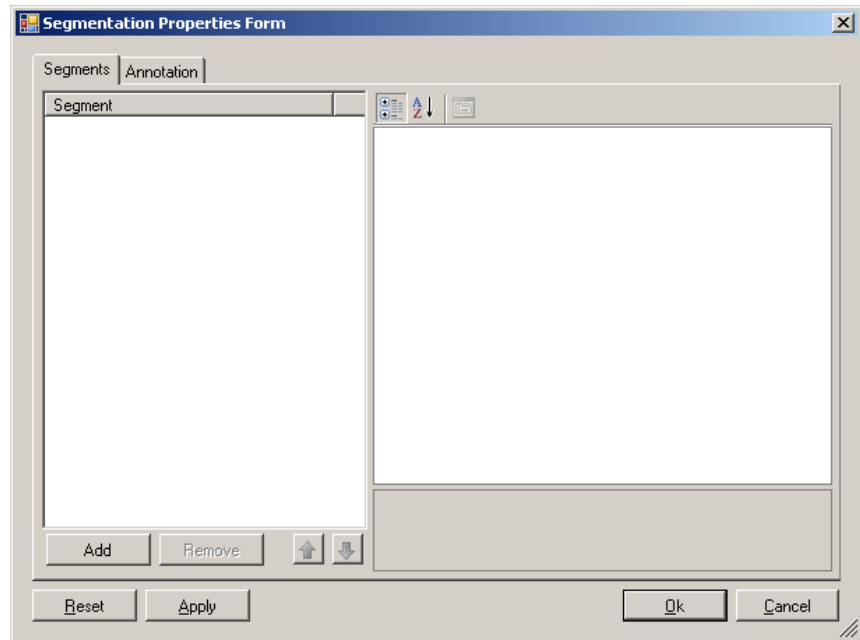 Segmentation Properties Form
Segments Annotation
Segment
Add Remove
Reset Apply Ok Cancel